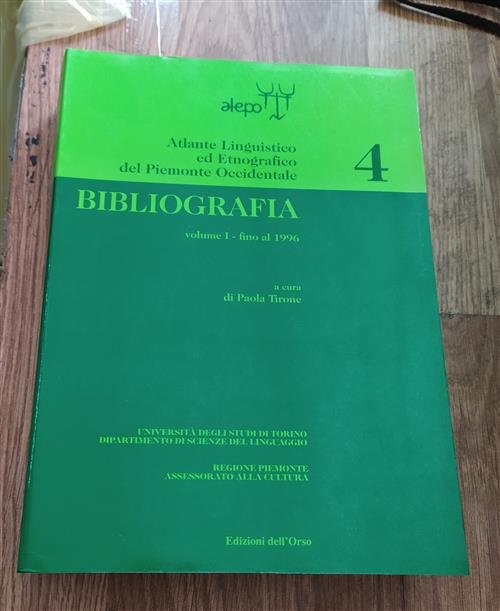 alepo
Atlante Linguistico
ed Etnografico
del Piemonte Occidentale
4
BIBLIOGRAFIA
volume I - fino al 1996
a cura
di Paola Tirone
UNIVERSITÀ DEGLI STUDI DI TORINO
DIPARTIMENTO DI SCIENZE DEL LINGUAGGIO
REGIONE PIEMONTE
ASSESSORATO ALLA CULTURA
Edizioni dell'Orso